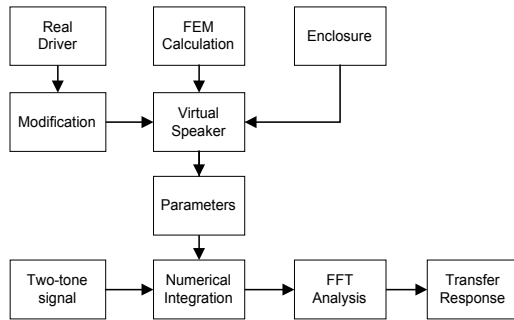 Real
Driver
FEM
Calculation
Enclosure
Modification
Virtual
Speaker
Parameters
Two-tone
signal
Numerical
Integration
FFT
Analysis
Transfer
Response